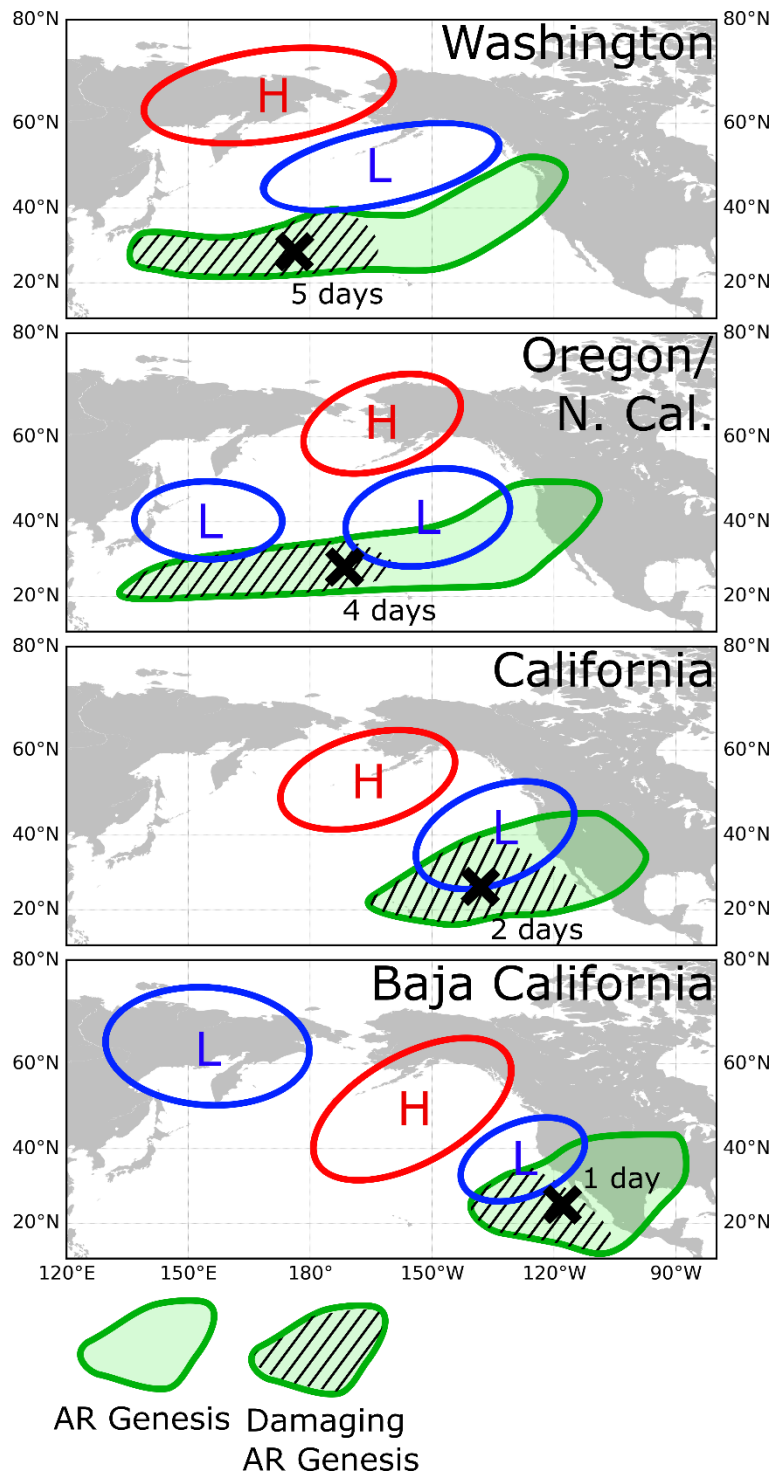 80°N 80°N
Washington
H
60°N 60°N
L
40°N 40°N
20°N 20°N
5 days
80°N 80°N
Oregon/
N. Cal.
H
60°N 60°N
L L
40°N 40°N
20°N 20°N
4 days
80°N 80°N
California
60°N 60°N
H
L
40°N 40°N
20°N 20°N
2 days
80°N 80°N
Baja California
L
60°N 60°N
H
L
40°N 40°N
1 day
20°N 20°N
120°E 150°E 180° 150°W 120°W 90°W
AR Genesis
Damaging
AR Genesis